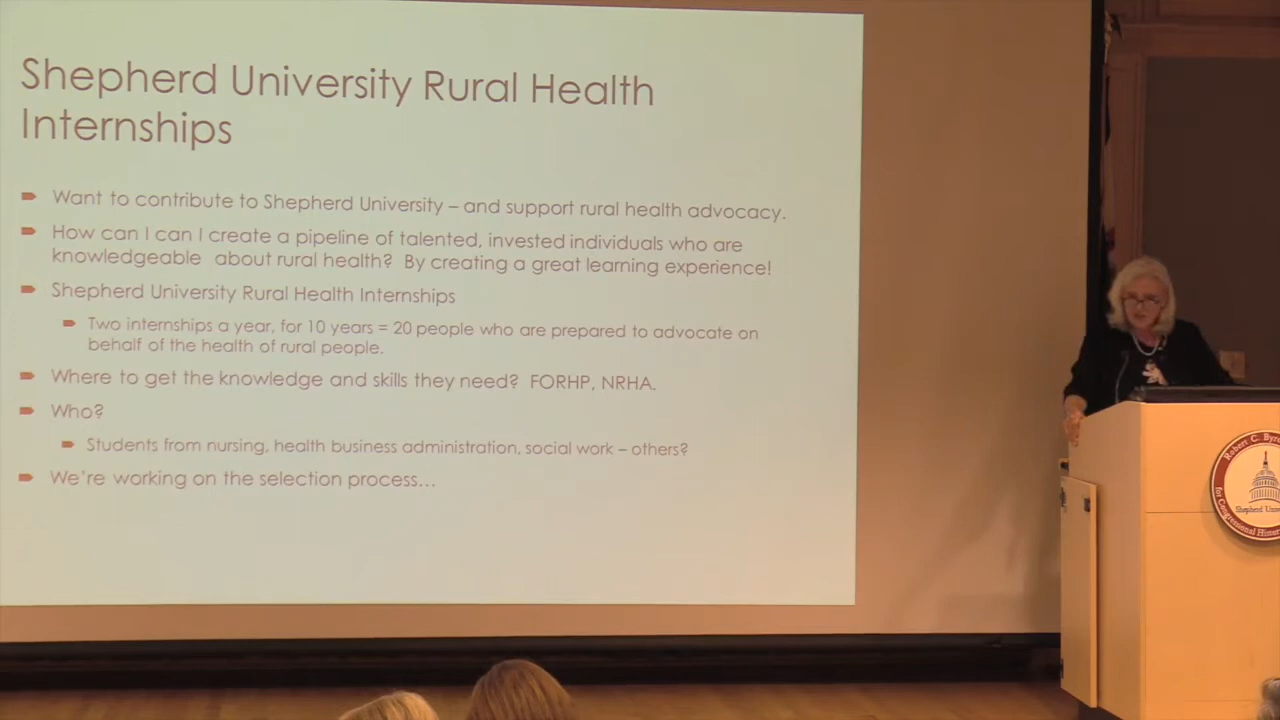 Shepherd University Rural Health
Internships
Want to contribute to Shepherd University – and support rural health advocacy.
How can I can I create a pipeline of talented, invested individuals who are
knowledgeable about rural health? By creating a great learning experience!
Shepherd University Rural Health Internships
Two internships a year, for 10 years = 20 people who are prepared to advocate on
behalf of the health of rural people.
Where to get the knowledge and skills they need? FORHP, NRHA.
Who?
Students from nursing, health business administration, social work – others?
We're working on the selection process…
Robert C.
Shepherd
for Congressional